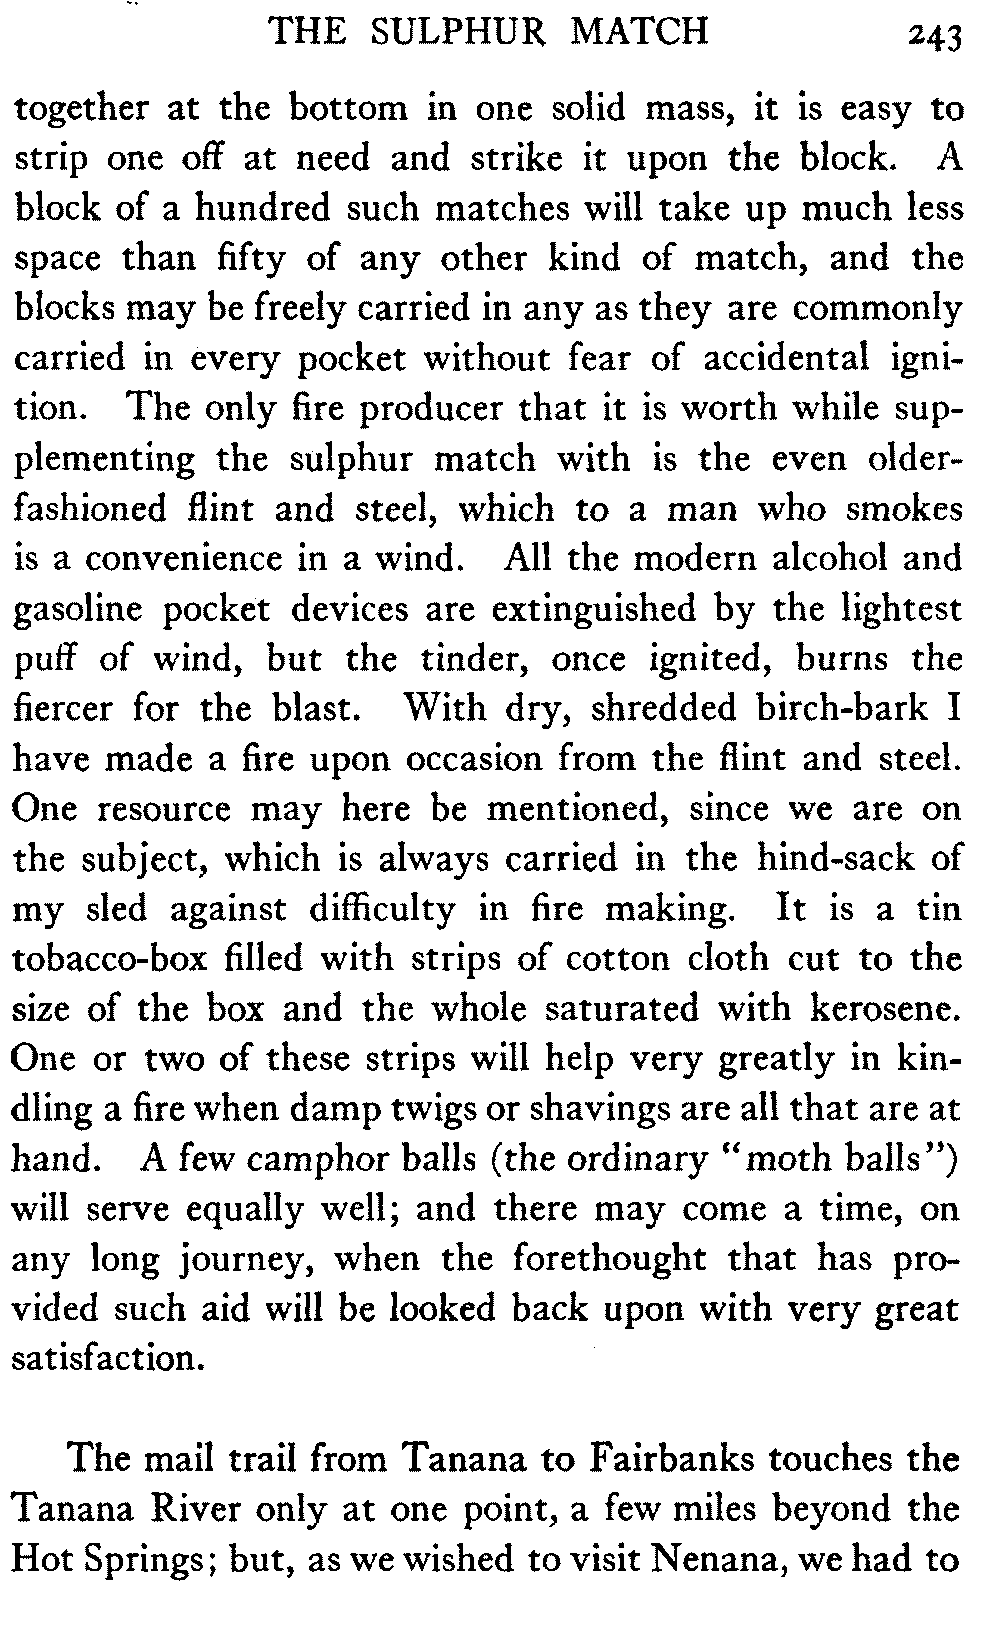 THE SULPHUR MATCH 243
together at the bottom in one solid mass, it is easy to
strip one off at need and strike it upon the block. A
block of a hundred such matches will take up much less
space than fifty of any other kind of match, and the
blocks may be freely carried in any as they are commonly
carried in every pocket without fear of accidental igni-
tion. The only fire producer that it is worth while sup-
plementing the sulphur match with is the even older-
fashioned flint and steel, which to a man who smokes
is a convenience in a wind. All the modern alcohol and
gasoline pocket devices are extinguished by the lightest
puff of wind, but the tinder, once ignited, burns the
fiercer for the blast. With dry, shredded birch-bark I
have made a fire upon occasion from the flint and steel.
One resource may here be mentioned, since we are on
the subject, which is always carried in the hind-sack of
my sled against difficulty in fire making. It is a tin
tobacco-box filled with strips of cotton cloth cut to the
size of the box and the whole saturated with kerosene.
One or two of these strips will help very greatly in kin-
dling a fire when damp twigs or shavings are all that are at
hand. A few camphor balls (the ordinary "moth balls")
will serve equally well; and there may come a time, on
any long journey, when the forethought that has pro-
vided such aid will be looked back upon with very great
satisfaction.
The mail trail from Tanana to Fairbanks touches the
Tanana River only at one point, a few miles beyond the
Hot Springs; but, as we wished to visit Nenana, we had to